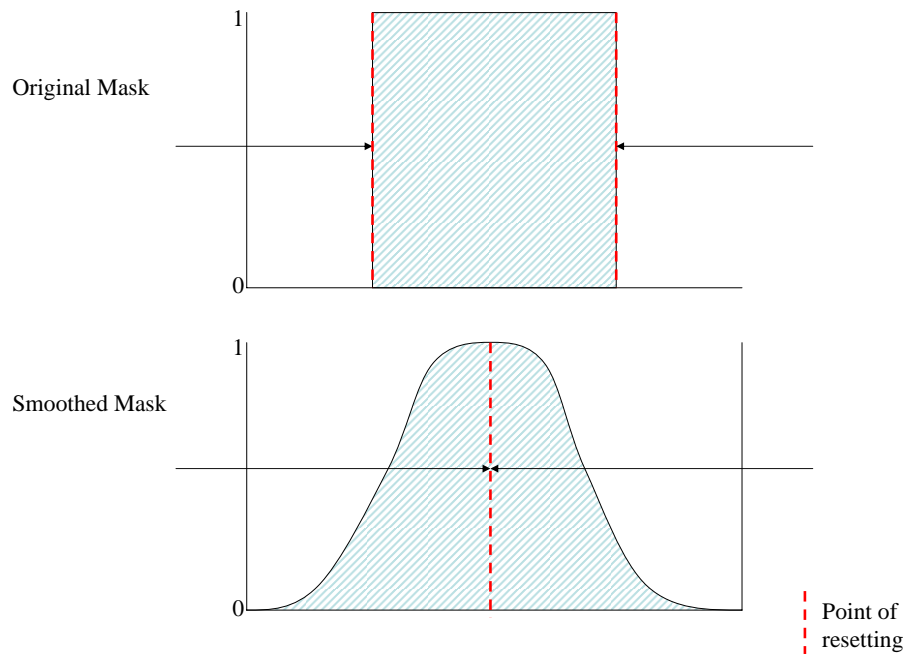 1
Original Mask
0
1
Smoothed Mask
0
Point of
resetting